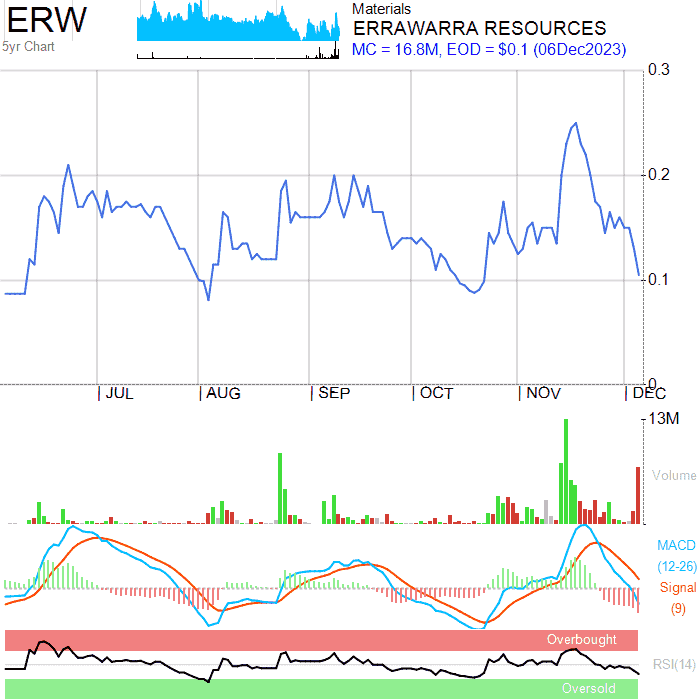 ERW
5yr Chart
Materials
ERRAWARRA RESOURCES
MC = 16.8M, EOD = $0.1 (06Dec2023)
0.3
0.2
0.1
0
| JUL | AUG | SEP | OCT | NOV | DEC
13M
Volume
MACD
(12-26)
Signal
(9)
Overbought
RSI(14)
Oversold